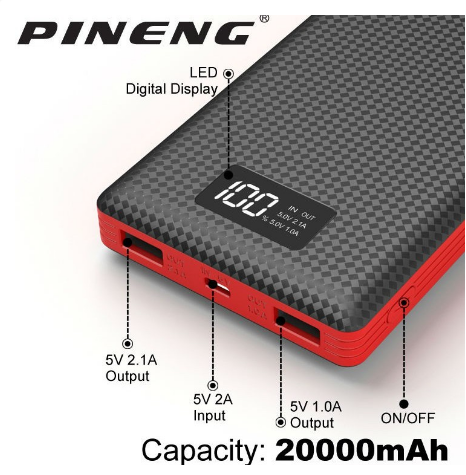 PINENG®
LED
Digital Display
100
%
IN OUT
5.0V 2.1A
5.0V 1.0A
5V 2.1A
Output
5V 2A
Input
5V 1.0A
Output
ON/OFF
Capacity: 20000mAh